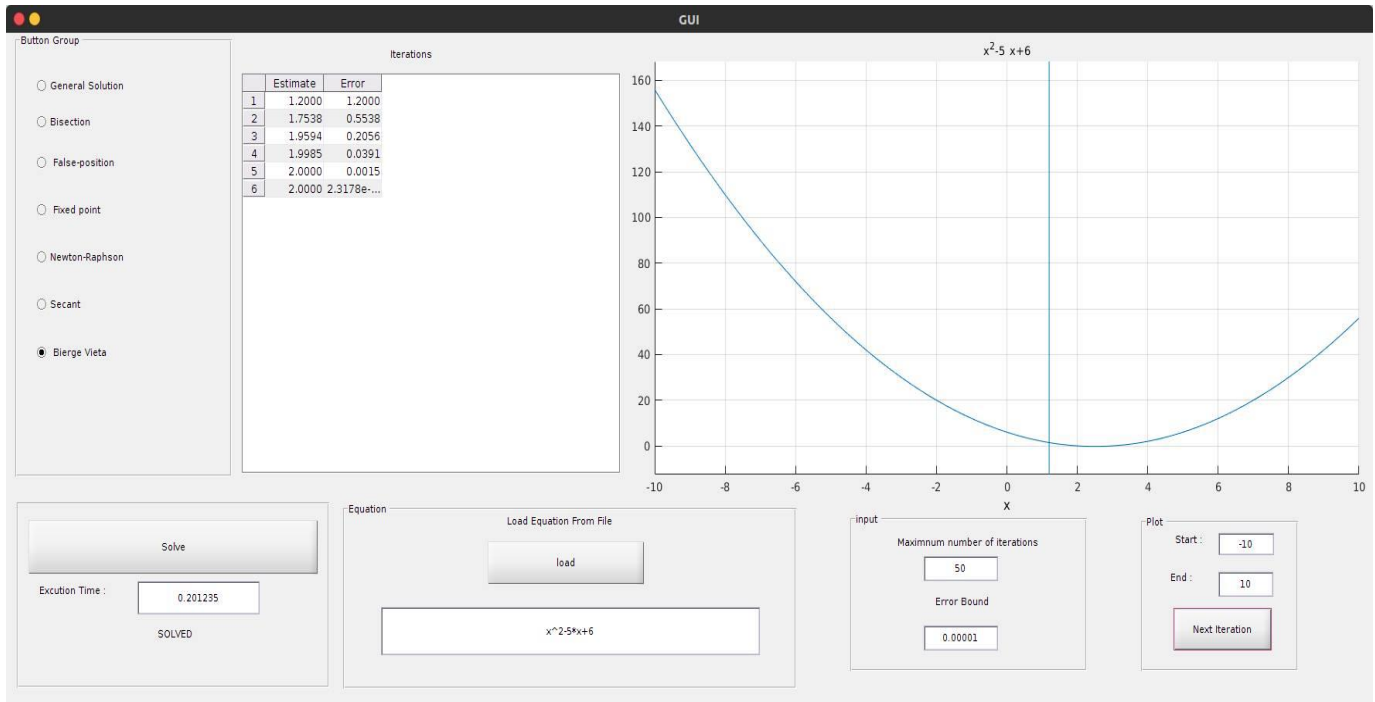 GUI
Button Group
General Solution
Bisection
False-position
Fixed point
Newton-Raphson
Secant
Bierge Vieta
Iterations
Estimate Error
1 1.2000 1.2000
2 1.7538 0.5538
3 1.9594 0.2056
4 1.9985 0.0391
5 2.0000 0.0015
6 2.0000 2.3178e-...
x²-5 x+6
160
140
120
100
80
60
40
20
0
-10 -8 -6 -4 -2 0 2 4 6 8 10
x
Solve
Excution Time :
0.201235
SOLVED
Equation
Load Equation From File
load
x^2-5*x+6
input
Maximnum number of iterations
50
Error Bound
0.00001
Plot
Start :
-10
End :
10
Next Iteration